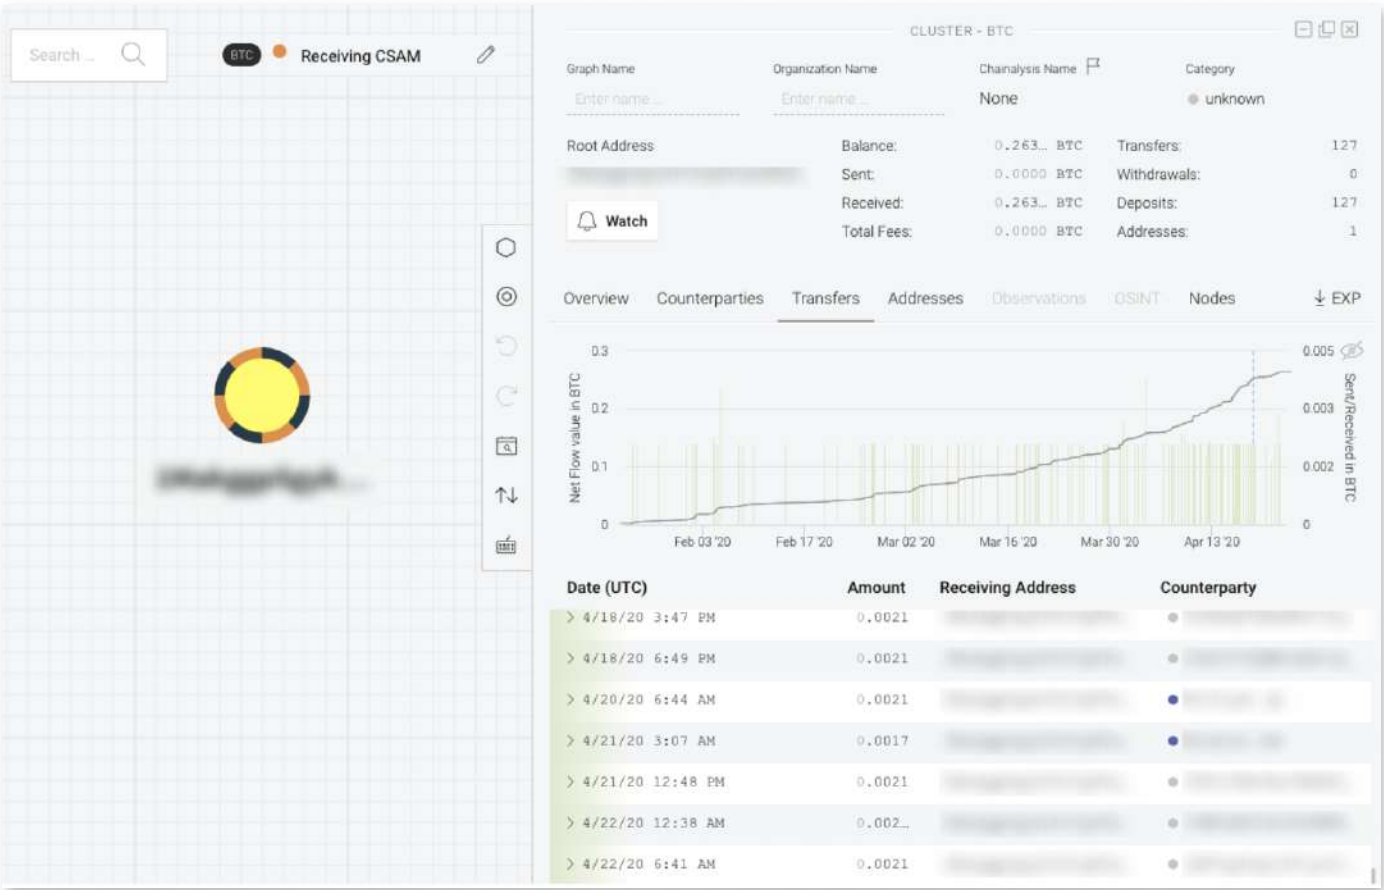 Search ...
BTC Receiving CSAM
CLUSTER - BTC
Graph Name Organization Name Chainalysis Name Category
Enter name ... Enter name ... None unknown
Root Address Balance: 0.263… BTC Transfers: 127
Sent: 0.0000 BTC Withdrawals: 0
Watch Received: 0.263… BTC Deposits: 127
Total Fees: 0.0000 BTC Addresses: 1
Overview Counterparties Transfers Addresses Observations OSINT Nodes EXP
Net Flow value in BTC
0.3
0.2
0.1
0
0.005
0.003
0.002
0
Sent/Received in BTC
Feb 03 '20 Feb 17 '20 Mar 02 '20 Mar 16 '20 Mar 30 '20 Apr 13 '20
Date (UTC) Amount Receiving Address Counterparty
4/18/20 3:47 PM 0.0021
4/18/20 6:49 PM 0.0021
4/20/20 6:44 AM 0.0021
4/21/20 3:07 AM 0.0017
4/21/20 12:48 PM 0.0021
4/22/20 12:38 AM 0.002…
4/22/20 6:41 AM 0.0021